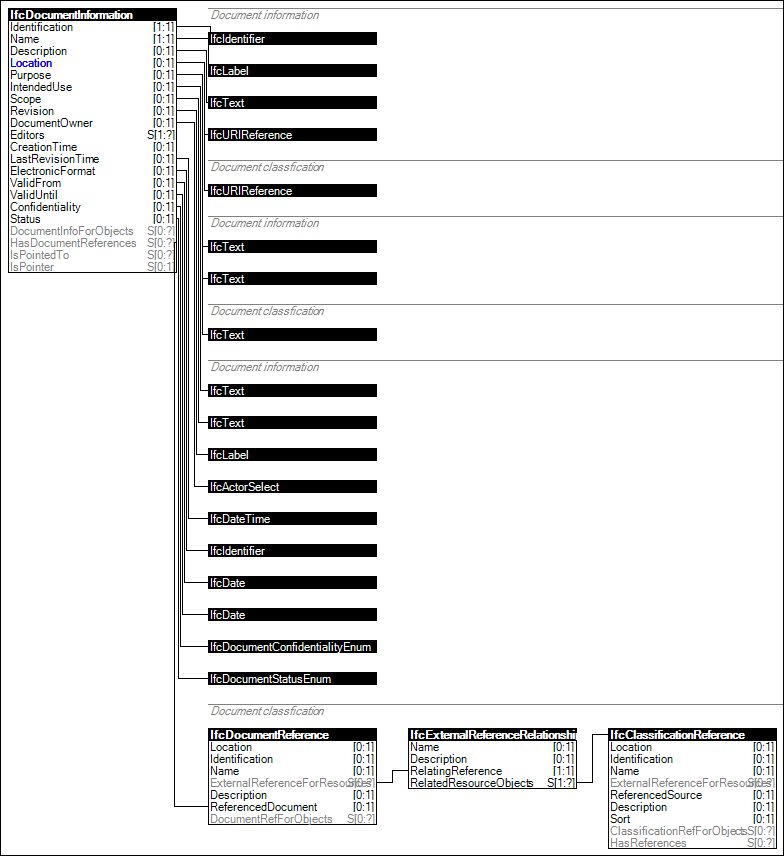 IfcDocumentInformation
Identification [1:1]
Name [1:1]
Description [0:1]
Location [0:1]
Purpose [0:1]
IntendedUse [0:1]
Scope [0:1]
Revision [0:1]
DocumentOwner [0:1]
Editors S[1:?]
CreationTime [0:1]
LastRevisionTime [0:1]
ElectronicFormat [0:1]
ValidFrom [0:1]
ValidUntil [0:1]
Confidentiality [0:1]
Status [0:1]
DocumentInfoForObjects S[0:?]
HasDocumentReferences S[0:?]
IsPointedTo S[0:?]
IsPointer S[0:1]
Document information
IfcIdentifier
IfcLabel
IfcText
IfcURIReference
Document classfication
IfcURIReference
Document information
IfcText
IfcText
Document classfication
IfcText
Document information
IfcText
IfcText
IfcLabel
IfcActorSelect
IfcDateTime
IfcIdentifier
IfcDate
IfcDate
IfcDocumentConfidentialityEnum
IfcDocumentStatusEnum
Document classfication
IfcDocumentReference
Location [0:1]
Identification [0:1]
Name [0:1]
ExternalReferenceForResources S[0:?]
Description [0:1]
ReferencedDocument [0:1]
DocumentRefForObjects S[0:?]
IfcExternalReferenceRelationshi
Name [0:1]
Description [0:1]
RelatingReference [1:1]
RelatedResourceObjects S[1:?]
IfcClassificationReference
Location [0:1]
Identification [0:1]
Name [0:1]
ExternalReferenceForResources S[0:?]
ReferencedSource [0:1]
Description [0:1]
Sort [0:1]
ClassificationRefForObjects S[0:?]
HasReferences S[0:?]